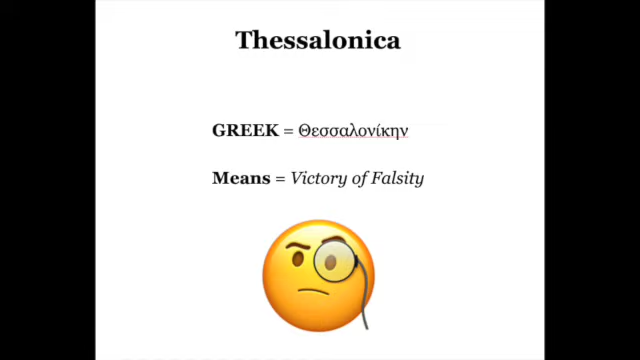 Thessalonica
GREEK = Θεσσαλονίκην
Means = Victory of Falsity